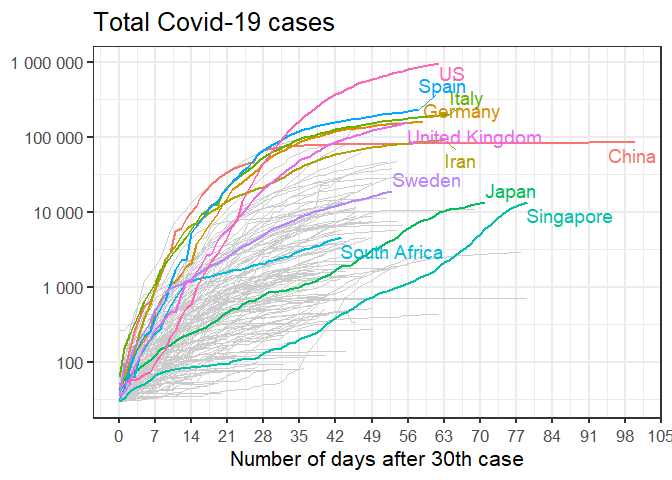 Total Covid-19 cases
1 000 000
100 000
10 000
1 000
100
US
Spain
Italy
Germany
United Kingdom
China
Iran
Sweden
Japan
Singapore
South Africa
0 7 14 21 28 35 42 49 56 63 70 77 84 91 98 105
Number of days after 30th case